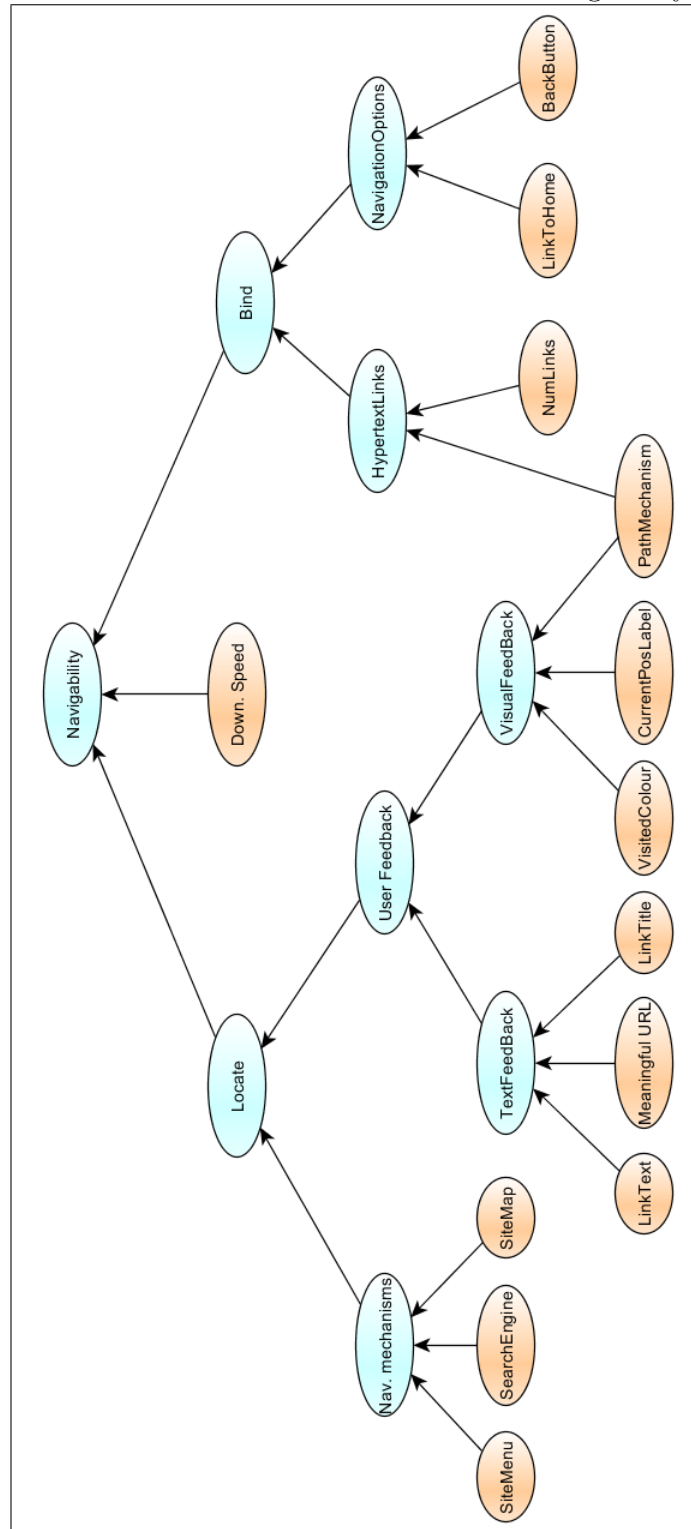 Navigability
Locate
Down. Speed
Bind
Nav. mechanisms
User Feedback
HypertextLinks
NavigationOptions
SiteMenu
SearchEngine
SiteMap
TextFeedBack
VisualFeedBack
NumLinks
LinkToHome
BackButton
LinkText
Meaningful URL
LinkTitle
VisitedColour
CurrentPosLabel
PathMechanism